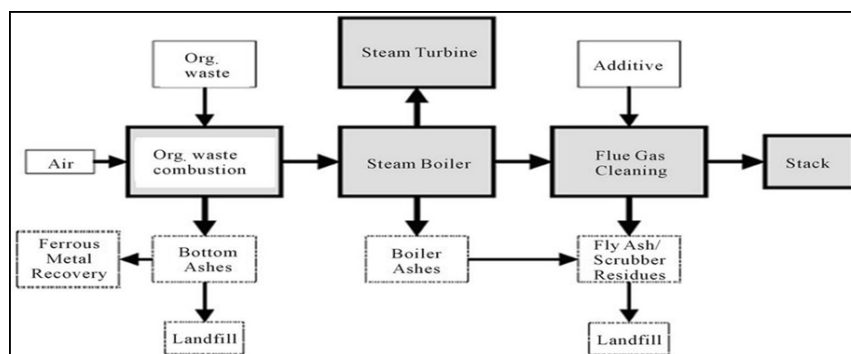 Org.
waste
Steam Turbine
Additive
Air
Org. waste
combustion
Steam Boiler
Flue Gas
Cleaning
Stack
Ferrous
Metal
Recovery
Bottom
Ashes
Boiler
Ashes
Fly Ash/
Scrubber
Residues
Landfill
Landfill